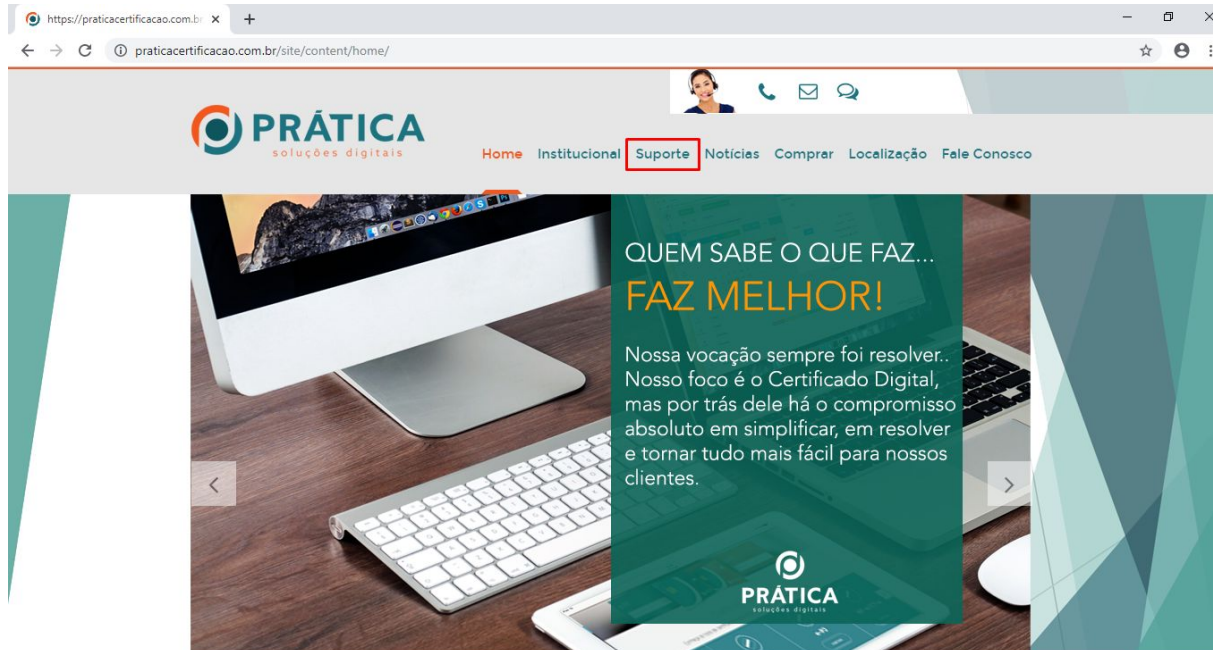 https://praticacertificacao.com.br
praticacertificacao.com.br/site/content/home/
PRÁTICA
soluções digitais
Home Institucional Suporte Notícias Comprar Localização Fale Conosco
QUEM SABE O QUE FAZ...
FAZ MELHOR!
Nossa vocação sempre foi resolver..
Nosso foco é o Certificado Digital,
mas por trás dele há o compromisso
absoluto em simplificar, em resolver
e tornar tudo mais fácil para nossos
clientes.
PRÁTICA
soluções digitais